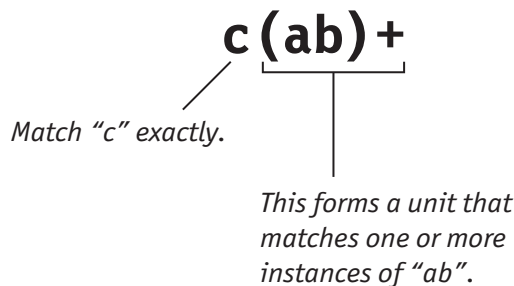 c(ab)+
Match “c” exactly.
This forms a unit that
matches one or more
instances of “ab”.